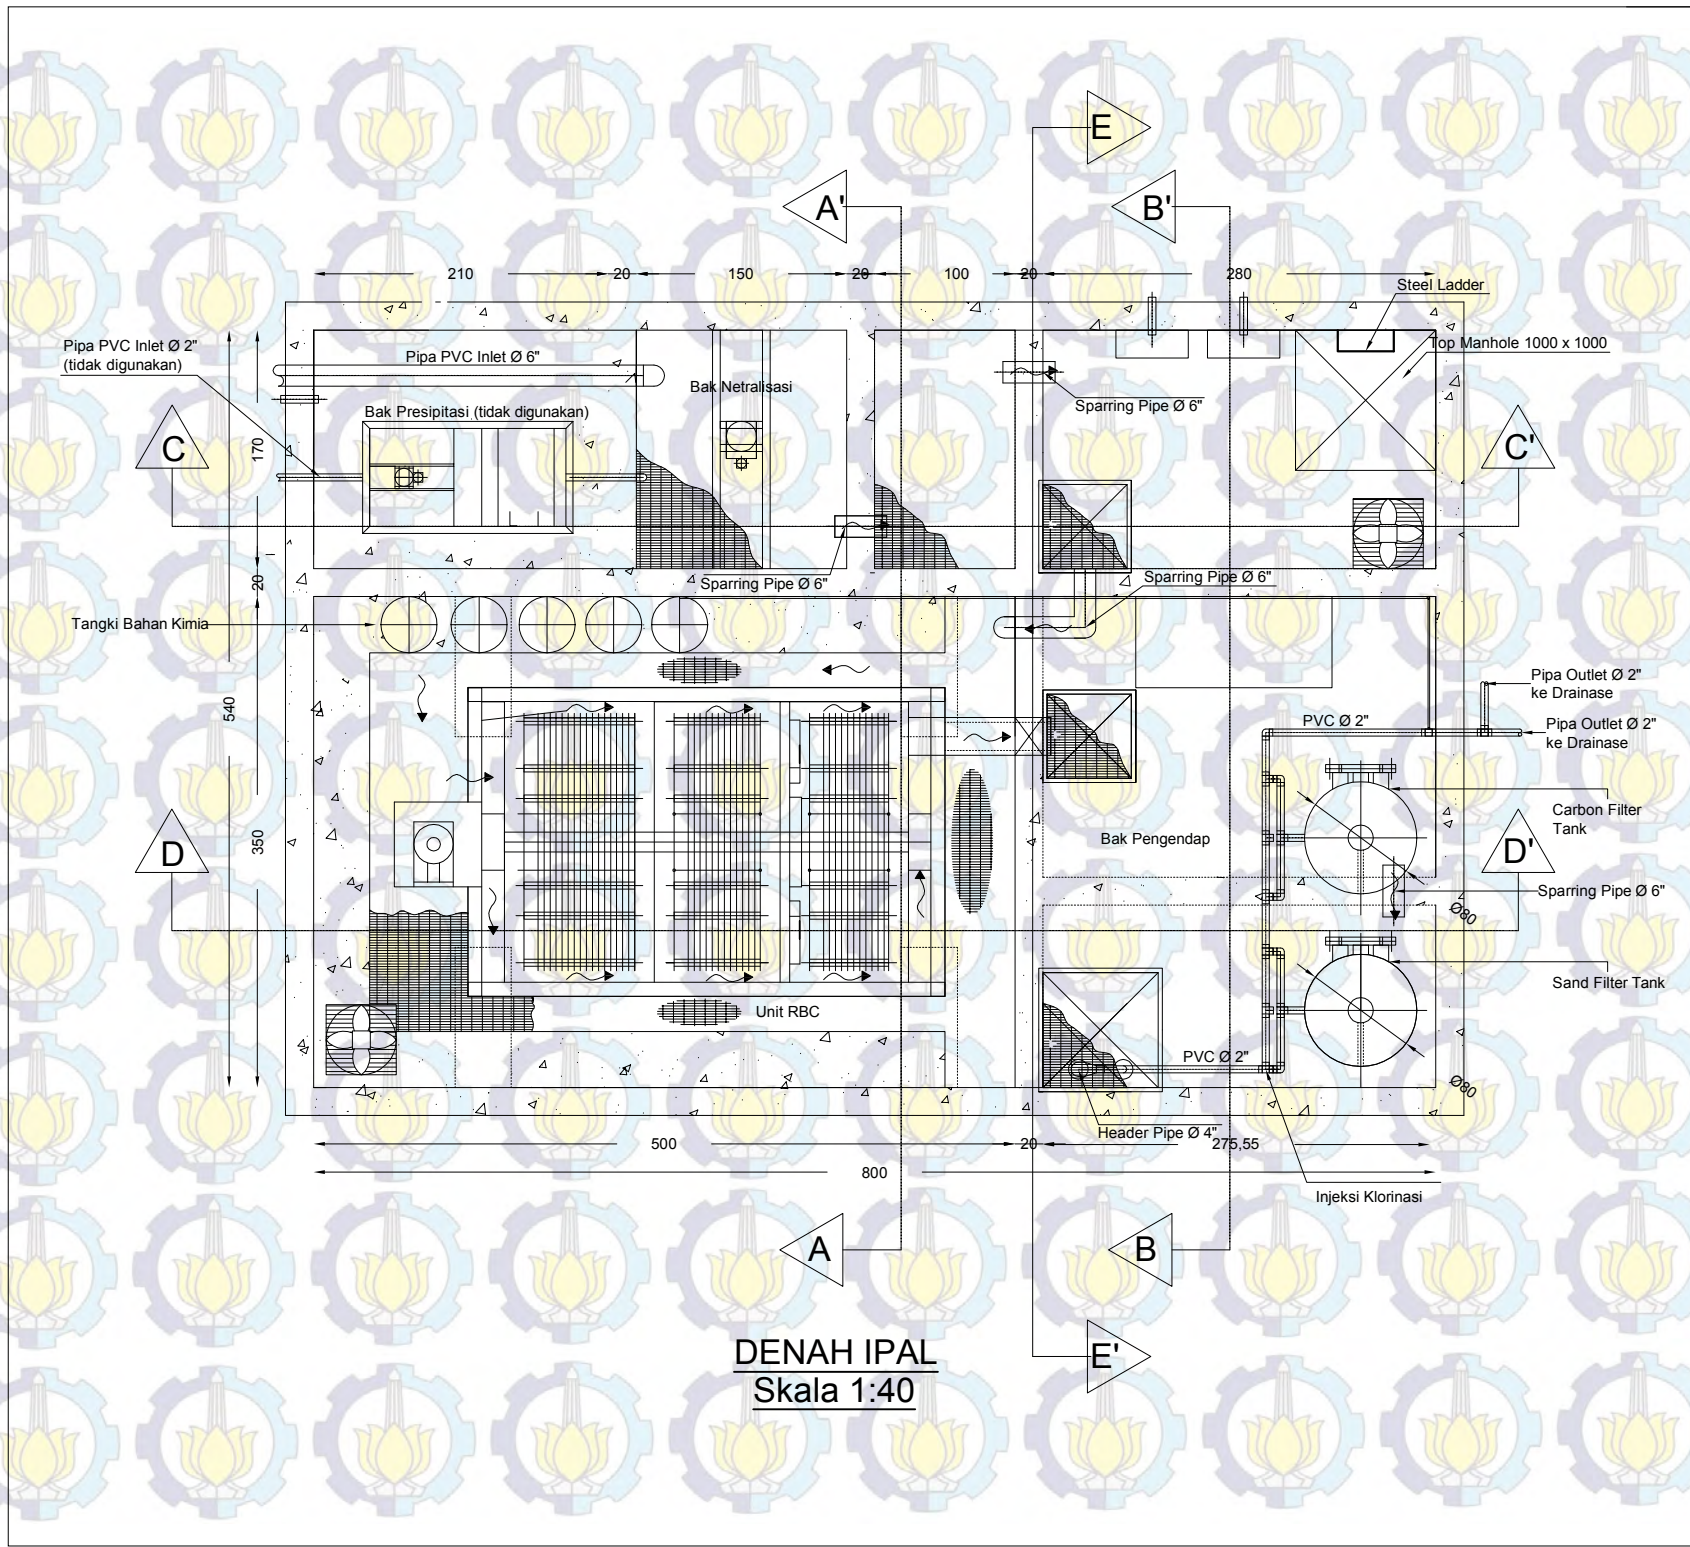 E
A'
B'
210
20
150
20
100
20
280
Steel Ladder
Pipa PVC Inlet Ø 2"
(tidak digunakan)
Pipa PVC Inlet Ø 6"
Top Manhole 1000 x 1000
Bak Netralisasi
Sparring Pipe Ø 6"
Bak Presipitasi (tidak digunakan)
C
C'
170
20
Sparring Pipe Ø 6"
Sparring Pipe Ø 6"
Tangki Bahan Kimia
540
350
Pipa Outlet Ø 2"
ke Drainase
PVC Ø 2"
Pipa Outlet Ø 2"
ke Drainase
Carbon Filter
Tank
Bak Pengendap
D
D'
Sparring Pipe Ø 6"
Ø80
Sand Filter Tank
Unit RBC
PVC Ø 2"
Ø80
Header Pipe Ø 4"
500
20
275,55
800
Injeksi Klorinasi
A
B
E'
DENAH IPAL
Skala 1:40